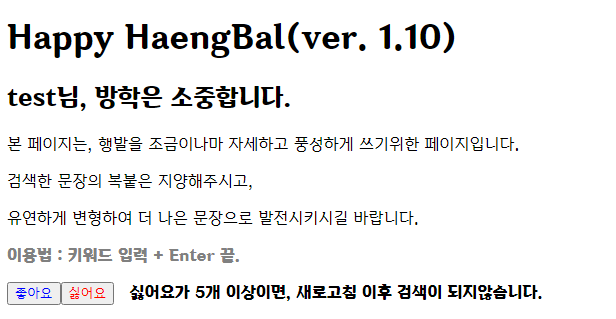 Happy HaengBal(ver. 1.10)
test님, 방학은 소중합니다.
본 페이지는, 행발을 조금이나마 자세하고 풍성하게 쓰기위한 페이지입니다.
검색한 문장의 복붙은 지양해주시고,
유연하게 변형하여 더 나은 문장으로 발전시키시길 바랍니다.
이용법 : 키워드 입력 + Enter 끝.
좋아요 싫어요 싫어요가 5개 이상이면, 새로고침 이후 검색이 되지않습니다.